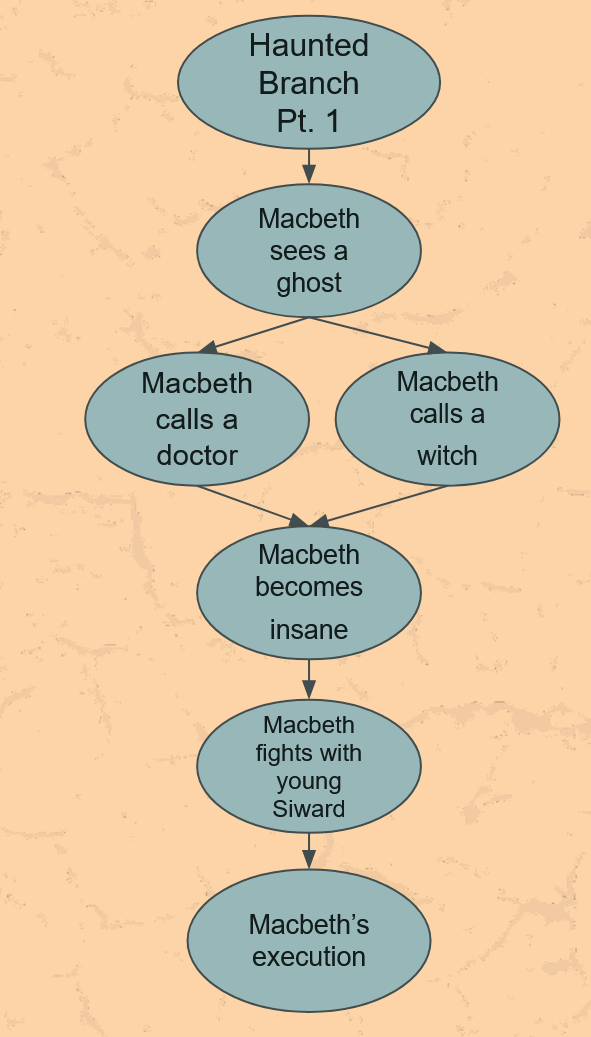 Haunted
Branch
Pt. 1
Macbeth
sees a
ghost
Macbeth
calls a
doctor
Macbeth
calls a
witch
Macbeth
becomes
insane
Macbeth
fights with
young
Siward
Macbeth’s
execution